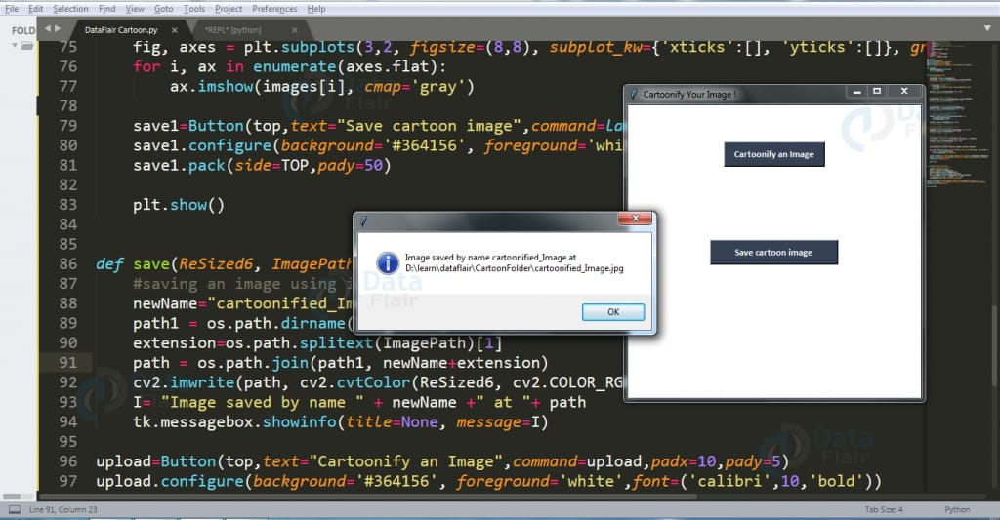 File Edit Selection Find View Goto Tools Project Preferences Help
FOLD
DataFlair Cartoon.py
*REPL* [python]
75 fig, axes = plt.subplots(3,2, figsize=(8,8), subplot_kw={'xticks':[], 'yticks':[]}, gr
76 for i, ax in enumerate(axes.flat):
77 ax.imshow(images[i], cmap='gray')
78
79 save1=Button(top,text="Save cartoon image",command=la
80 save1.configure(background='#364156', foreground='whi
81 save1.pack(side=TOP,pady=50)
82
83 plt.show()
84
85
86 def save(ReSized6, ImagePath
87 #saving an image using i
88 newName="cartoonified_Im
89 path1 = os.path.dirname(
90 extension=os.path.splitext(ImagePath)[1]
91 path = os.path.join(path1, newName+extension)
92 cv2.imwrite(path, cv2.cvtColor(ReSized6, cv2.COLOR_RG
93 I= "Image saved by name " + newName +" at "+ path
94 tk.messagebox.showinfo(title=None, message=I)
95
96 upload=Button(top,text="Cartoonify an Image",command=upload,padx=10,pady=5)
97 upload.configure(background='#364156', foreground='white',font=('calibri',10,'bold'))
Cartoonify Your Image !
Cartoonify an Image
Save cartoon image
Image saved by name cartoonified_Image at
D:\learn\dataflair\CartoonFolder\cartoonified_Image.jpg
OK
Data
Flair
Data
Flair
Data
Flair
Data
Flair
Line 91, Column 23
Tab Size: 4
Python